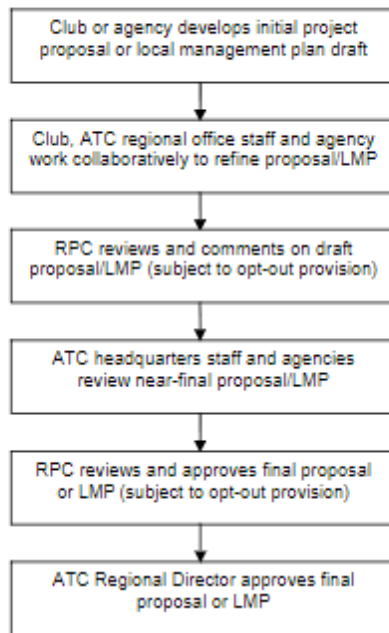 Club or agency develops initial project
proposal or local management plan draft
Club, ATC regional office staff and agency
work collaboratively to refine proposal/LMP
RPC reviews and comments on draft
proposal/LMP (subject to opt-out provision)
ATC headquarters staff and agencies
review near-final proposal/LMP
RPC reviews and approves final proposal
or LMP (subject to opt-out provision)
ATC Regional Director approves final
proposal or LMP